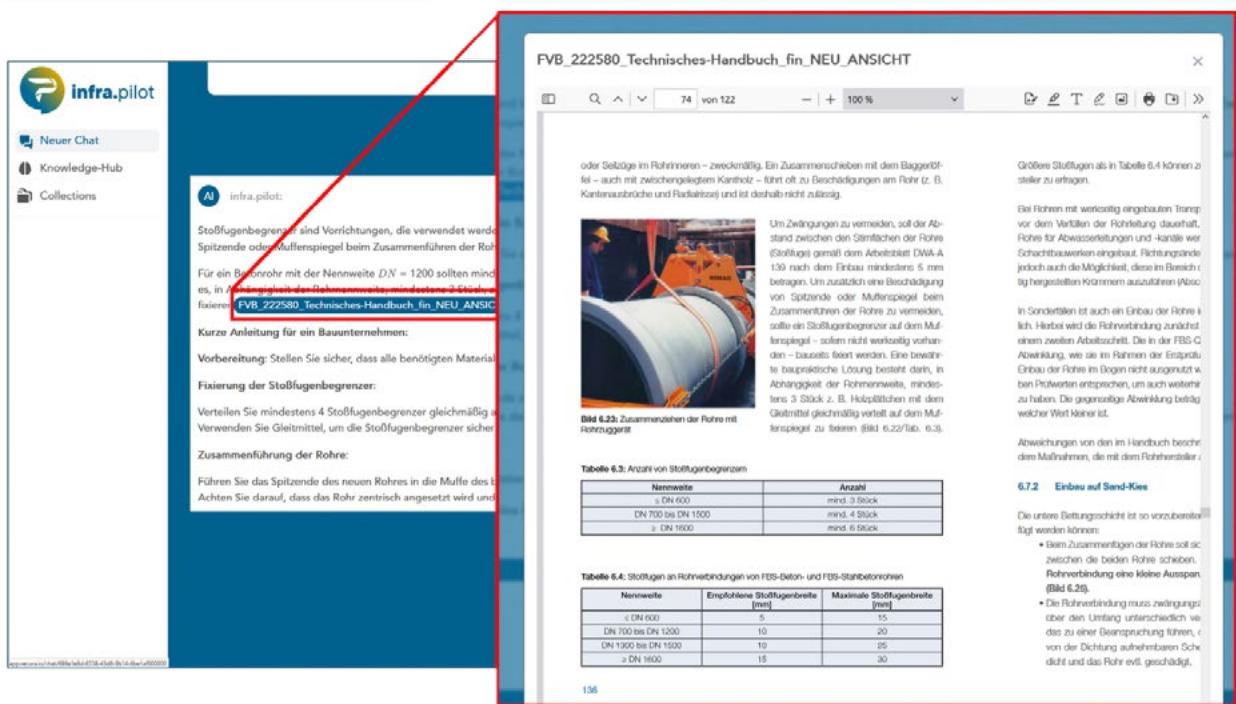 infra.pilot
Neuer Chat
Knowledge-Hub
Collections
AI infra.pilot:
Stoßfugenbegrenzer sind Vorrichtungen, die verwendet werde
Spitzende oder Muffenspiegel beim Zusammenführen der Roh
Für ein Betonrohr mit der Nennweite DN = 1200 sollten mind
es, in Abhängigkeit der Rohrnennweite, mindestens 3 Stück, a
fixieren FVB_222580_Technisches-Handbuch_fin_NEU_ANSIC
Kurze Anleitung für ein Bauunternehmen:
Vorbereitung: Stellen Sie sicher, dass alle benötigten Material
Fixierung der Stoßfugenbegrenzer:
Verteilen Sie mindestens 4 Stoßfugenbegrenzer gleichmäßig a
Verwenden Sie Gleitmittel, um die Stoßfugenbegrenzer sicher
Zusammenführung der Rohre:
Führen Sie das Spitzende des neuen Rohres in die Muffe des b
Achten Sie darauf, dass das Rohr zentrisch angesetzt wird und
FVB_222580_Technisches-Handbuch_fin_NEU_ANSICHT
74 von 122
100 %
oder Seilzüge im Rohrinneren – zweckmäßig. Ein Zusammenschieben mit dem Baggerlöf-
fel – auch mit zwischengelegtem Kantholz – führt oft zu Beschädigungen am Rohr (z. B.
Kantenausbrüche und Radialrisse) und ist deshalb nicht zulässig.
Um Zwängungen zu vermeiden, soll der Ab-
stand zwischen den Stirnflächen der Rohre
(Stoßfuge) gemäß dem Arbeitsblatt DWA-A
139 nach dem Einbau mindestens 5 mm
betragen. Um zusätzlich eine Beschädigung
von Spitzende oder Muffenspiegel beim
Zusammenführen der Rohre zu vermeiden,
sollte ein Stoßfugenbegrenzer auf dem Muf-
fenspiegel – sofern nicht werkseitig vorhan-
den – bauseits fixiert werden. Eine bewähr-
te baupraktische Lösung besteht darin, in
Abhängigkeit der Rohrnennweite, mindes-
tens 3 Stück z. B. Holzplättchen mit dem
Gleitmittel gleichmäßig verteilt auf dem Muf-
fenspiegel zu fixieren (Bild 6.22/Tab. 6.3).
Bild 6.23: Zusammenziehen der Rohre mit
Rohrzuggerät
Tabelle 6.3: Anzahl von Stoßfugenbegrenzern
Nennweite Anzahl
≤ DN 600 mind. 3 Stück
DN 700 bis DN 1500 mind. 4 Stück
≥ DN 1600 mind. 6 Stück
Tabelle 6.4: Stoßfugen an Rohrverbindungen von FBS-Beton- und FBS-Stahlbetonrohren
Nennweite Empfohlene Stoßfugenbreite [mm] Maximale Stoßfugenbreite [mm]
≤ DN 600 5 15
DN 700 bis DN 1200 10 20
DN 1300 bis DN 1500 10 25
≥ DN 1600 15 30
136
Größere Stoßfugen als in Tabelle 6.4 können z
steller zu erfragen.
Bei Rohren mit werkseitig eingebauten Transp
vor dem Verfüllen der Rohrleitung dauerhaft,
Rohre für Abwasserleitungen und -kanäle wer
Schachtbauwerken eingebaut. Richtungsände
jedoch auch die Möglichkeit, diese im Bereich
tig hergestellten Krümmern auszuführen (Absc
In Sonderfällen ist auch ein Einbau der Rohre i
lich. Hierbei wird die Rohrverbindung zunächst
einem zweiten Arbeitsschritt. Die in der FBS-Q
Abwinklung, wie sie im Rahmen der Erstprüfu
Einbau der Rohre im Bogen nicht ausgenutzt w
ben Prüfwerten entsprechen, um auch weiterhin
zu haben. Die gegenseitige Abwinklung beträg
welcher Wert kleiner ist.
Abweichungen von den im Handbuch beschri
dere Maßnahmen, die mit dem Rohrhersteller
6.7.2 Einbau auf Sand-Kies
Die untere Bettungsschicht ist so vorzubereiten
fügt werden können:
• Beim Zusammenfügen der Rohre soll sic
zwischen die beiden Rohre schieben.
Rohrverbindung eine kleine Ausspar
(Bild 6.25).
• Die Rohrverbindung muss zwängungs
über den Umfang unterschiedlich ve
das zu einer Beanspruchung führen,
von der Dichtung aufnehmbaren Sche
dicht und das Rohr evtl. geschädigt.